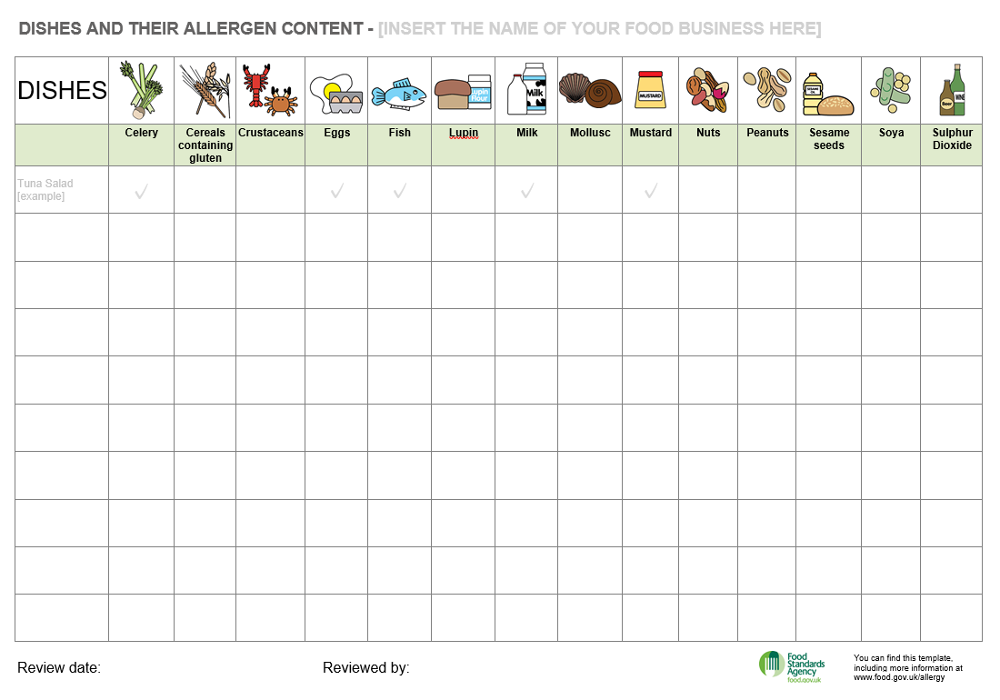 DISHES AND THEIR ALLERGEN CONTENT - [INSERT THE NAME OF YOUR FOOD BUSINESS HERE]
DISHES
Lupin
Flour
Milk
MUSTARD
SESAME
OIL
Beer
WINE
Celery
Cereals
containing
gluten
Crustaceans
Eggs
Fish
Lupin
Milk
Mollusc
Mustard
Nuts
Peanuts
Sesame
seeds
Soya
Sulphur
Dioxide
Tuna Salad
[example]
✓ ✓ ✓ ✓ ✓
Review date:
Reviewed by:
Food
Standards
Agency
food.gov.uk
You can find this template,
including more information at
www.food.gov.uk/allergy